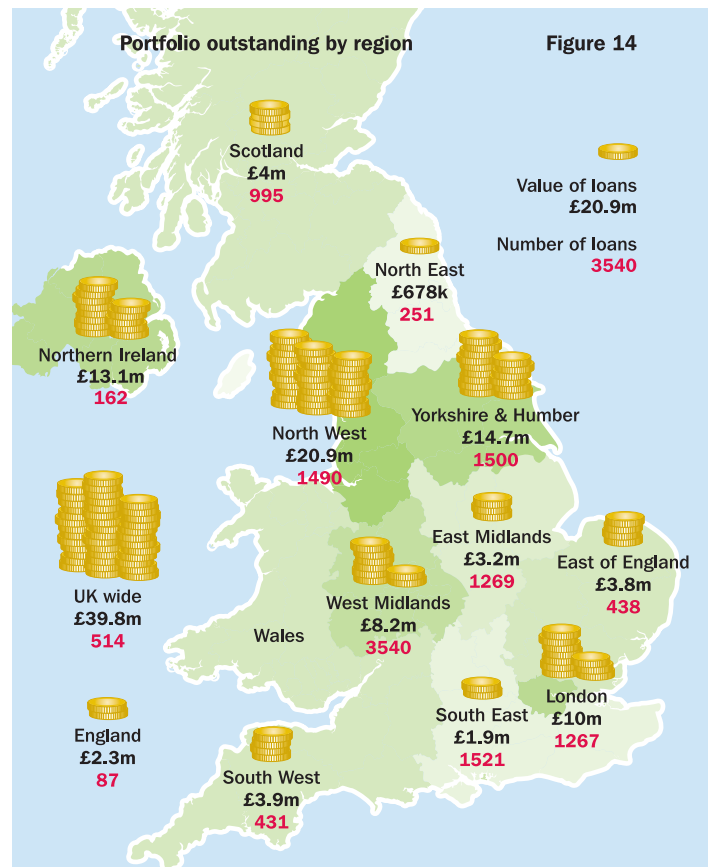 Portfolio outstanding by region
Figure 14
Scotland
£4m
995
Value of loans
£20.9m
Number of loans
3540
North East
£678k
251
Northern Ireland
£13.1m
162
North West
£20.9m
1490
Yorkshire & Humber
£14.7m
1500
UK wide
£39.8m
514
East Midlands
£3.2m
1269
East of England
£3.8m
438
West Midlands
£8.2m
3540
Wales
England
£2.3m
87
South West
£3.9m
431
South East
£1.9m
1521
London
£10m
1267